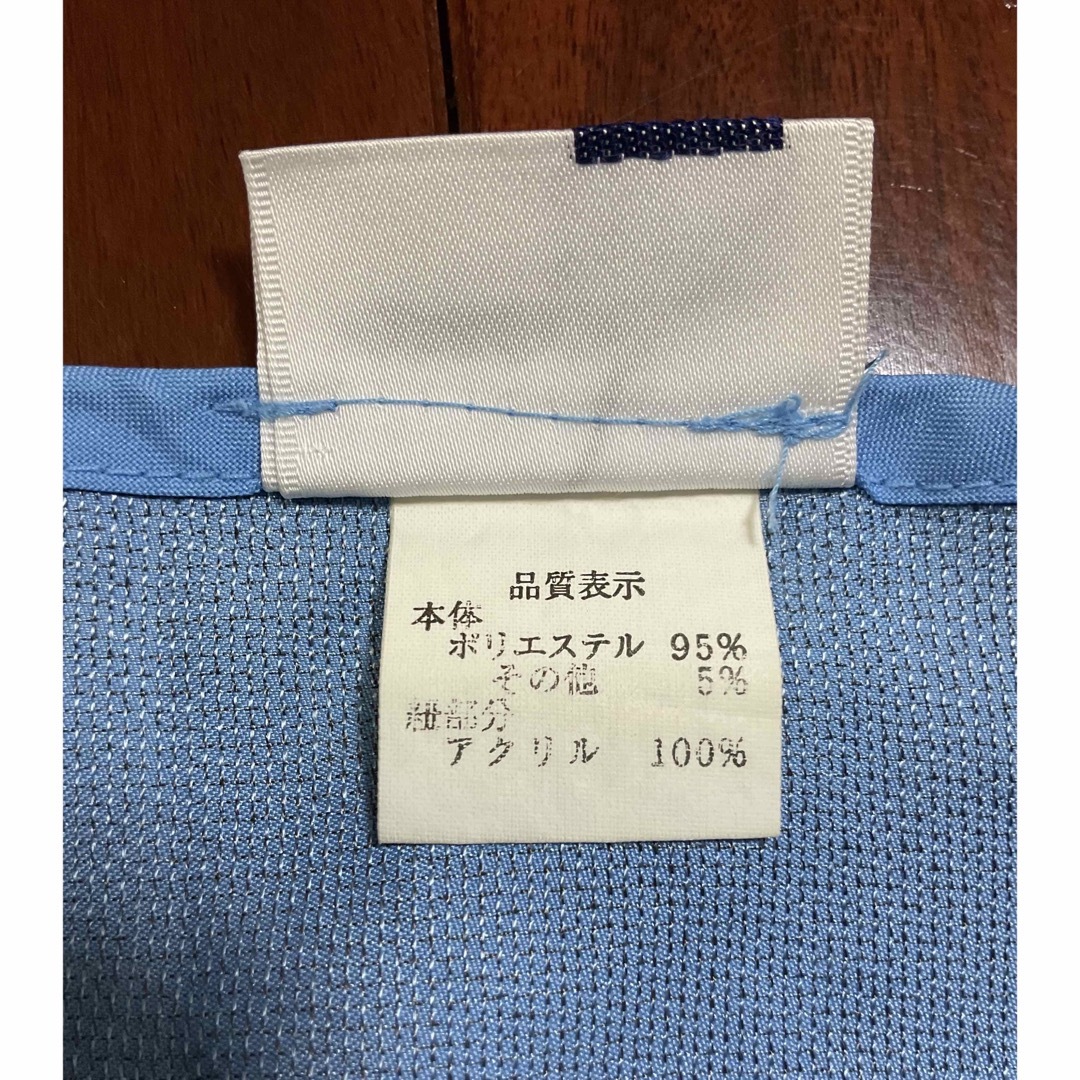 品質表示
本体
ポリエステル 95%
その他 5%
紐部分
アクリル 100%